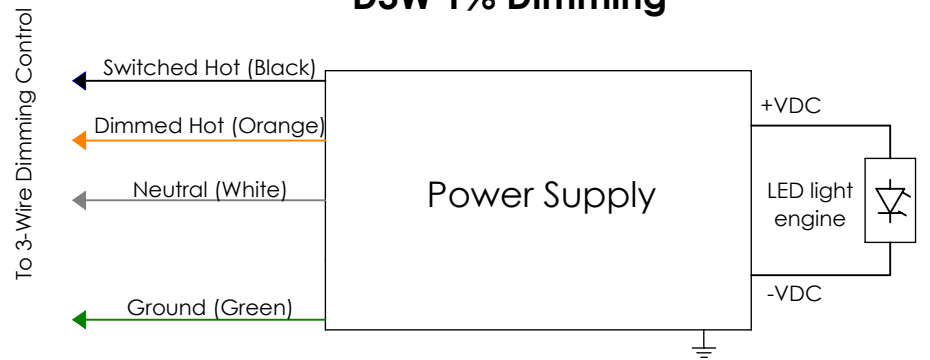 D3W 1% Dimming
To 3-Wire Dimming Control
Switched Hot (Black)
Dimmed Hot (Orange)
Neutral (White)
Ground (Green)
Power Supply
+VDC
LED light
engine
-VDC